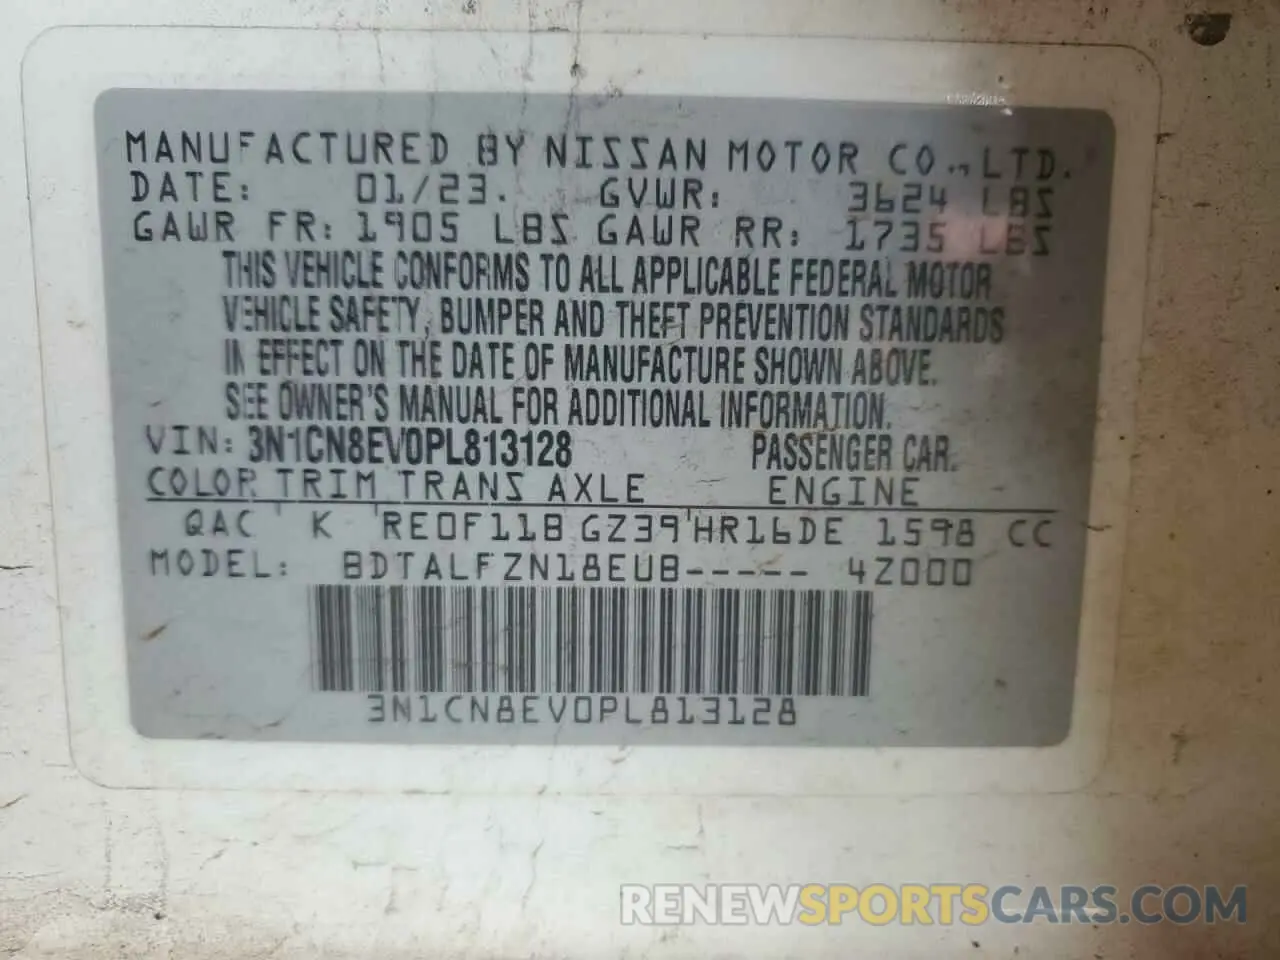 MANUFACTURED BY NISSAN MOTOR CO., LTD.
DATE: 01/23. GVWR: 3624 LBS
GAWR FR: 1905 LBS GAWR RR: 1735 LBS
THIS VEHICLE CONFORMS TO ALL APPLICABLE FEDERAL MOTOR
VEHICLE SAFETY, BUMPER AND THEFT PREVENTION STANDARDS
IN EFFECT ON THE DATE OF MANUFACTURE SHOWN ABOVE.
SEE OWNER'S MANUAL FOR ADDITIONAL INFORMATION.
VIN: 3N1CN8EV0PL813128 PASSENGER CAR.
COLOR TRIM TRANS AXLE ENGINE
QAC K RE0F11B GZ39 HR16DE 1598 CC
MODEL: BDTALFZN18EUB----- 4Z000
3N1CN8EV0PL813128
RENEWSPORTSCARS.COM